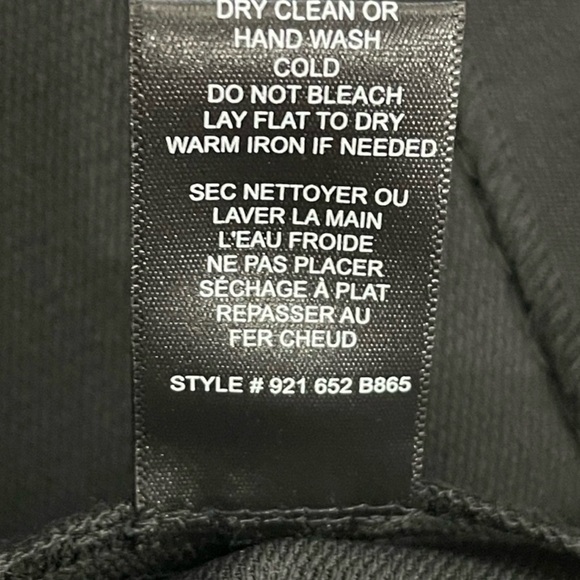 DRY CLEAN OR
HAND WASH
COLD
DO NOT BLEACH
LAY FLAT TO DRY
WARM IRON IF NEEDED
SEC NETTOYER OU
LAVER LA MAIN
L'EAU FROIDE
NE PAS PLACER
SÉCHAGE À PLAT
REPASSER AU
FER CHEUD
STYLE # 921 652 B865